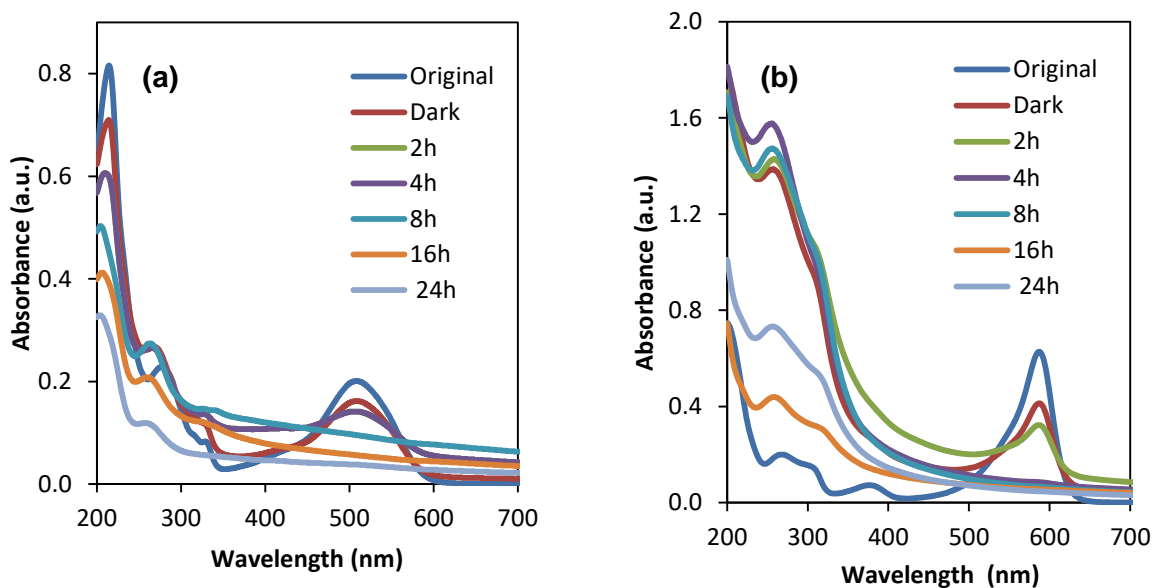 (a)
Absorbance (a.u.)
0.8
0.6
0.4
0.2
0.0
200
300
400
500
600
700
Wavelength (nm)
Original
Dark
2h
4h
8h
16h
24h
(b)
Absorbance (a.u.)
2.0
1.6
1.2
0.8
0.4
0.0
200
300
400
500
600
700
Wavelength (nm)
Original
Dark
2h
4h
8h
16h
24h